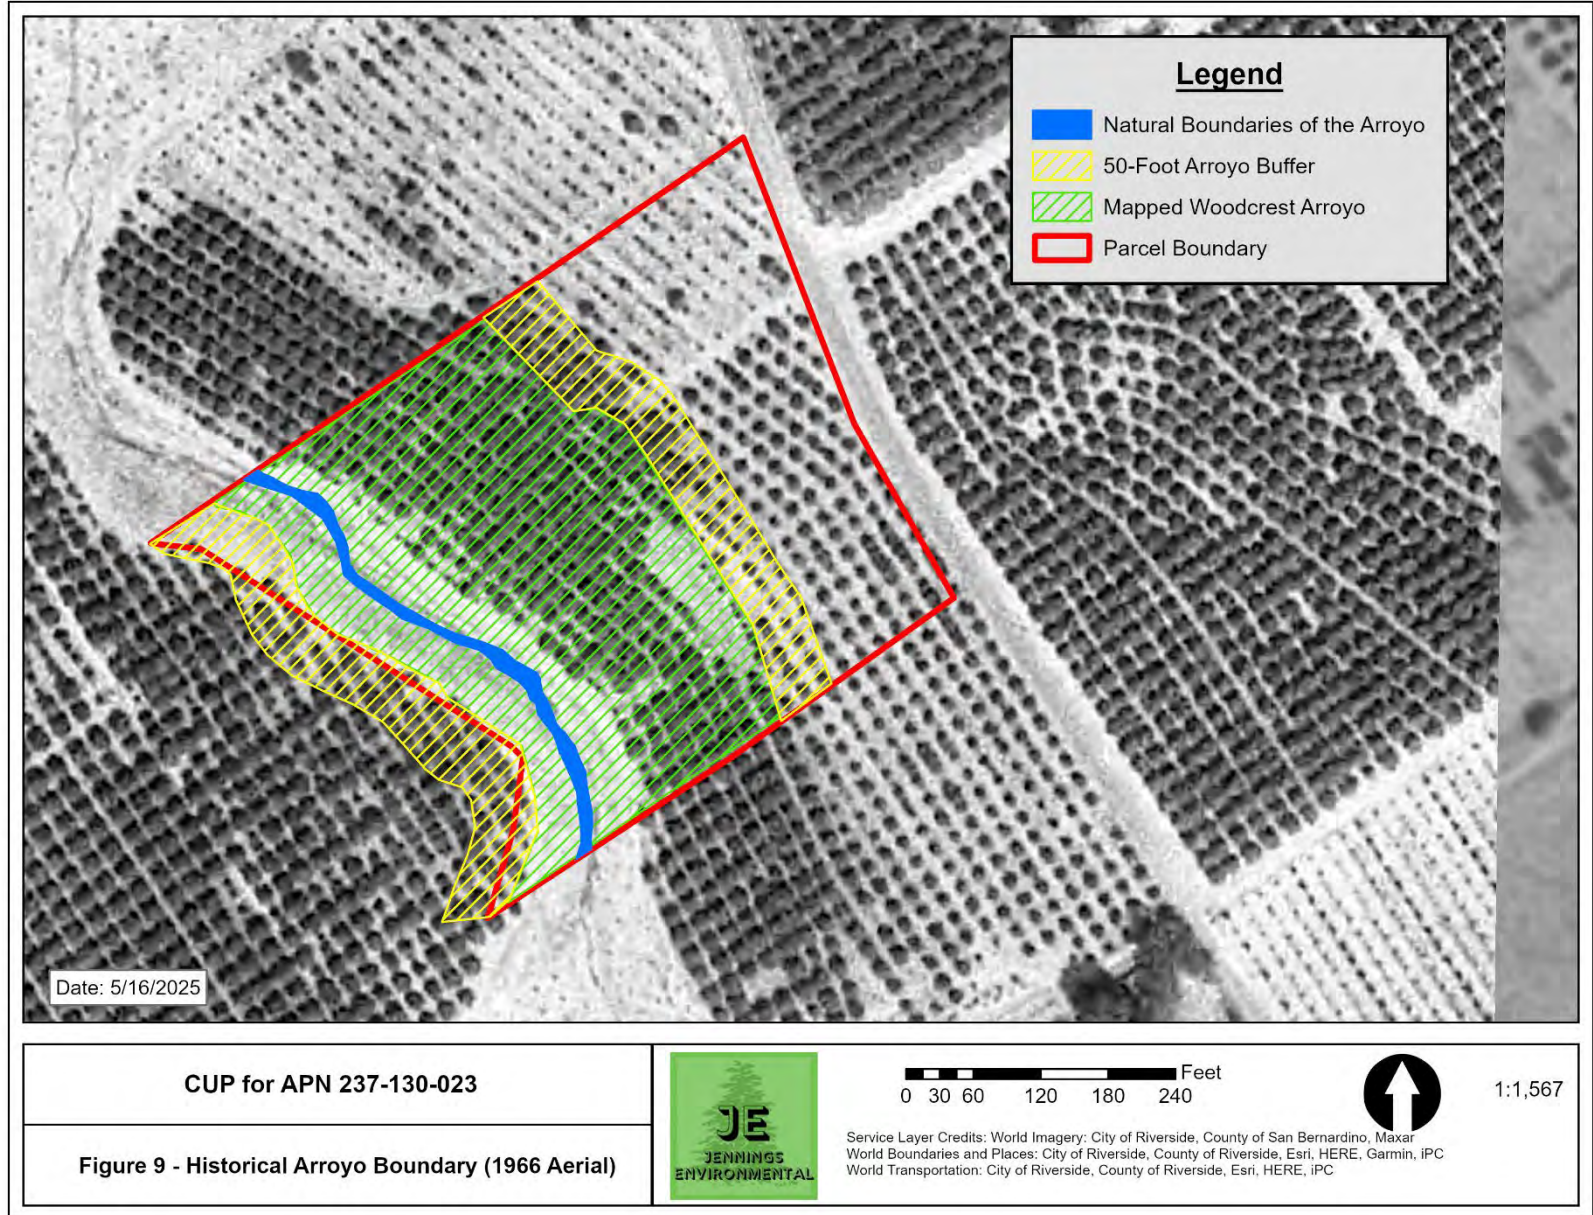 Legend
Natural Boundaries of the Arroyo
50-Foot Arroyo Buffer
Mapped Woodcrest Arroyo
Parcel Boundary
Date: 5/16/2025
CUP for APN 237-130-023
Figure 9 - Historical Arroyo Boundary (1966 Aerial)
JE
JENNINGS
ENVIRONMENTAL
Feet
0 30 60 120 180 240
1:1,567
Service Layer Credits: World Imagery: City of Riverside, County of San Bernardino, Maxar
World Boundaries and Places: City of Riverside, County of Riverside, Esri, HERE, Garmin, iPC
World Transportation: City of Riverside, County of Riverside, Esri, HERE, iPC